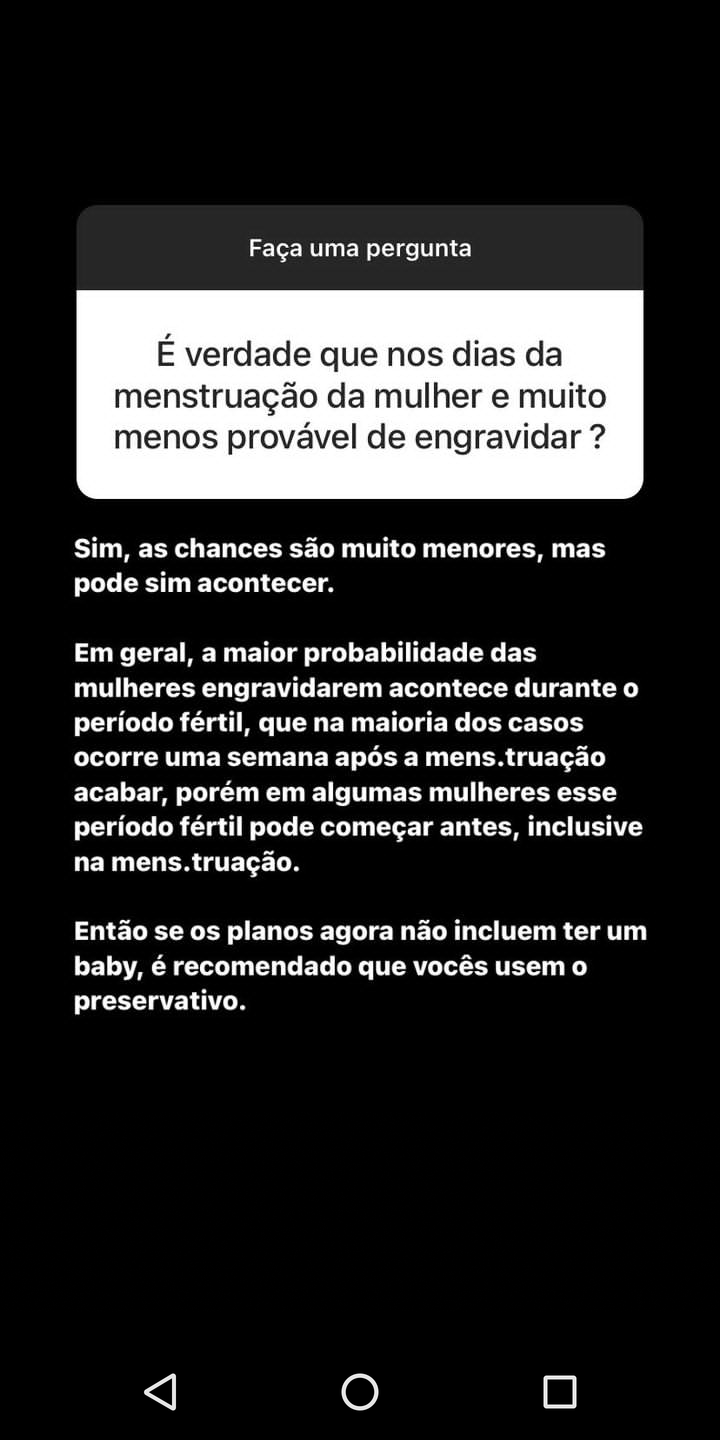 Faça uma pergunta
É verdade que nos dias da
menstruação da mulher e muito
menos provável de engravidar ?
Sim, as chances são muito menores, mas
pode sim acontecer.
Em geral, a maior probabilidade das
mulheres engravidarem acontece durante o
período fértil, que na maioria dos casos
ocorre uma semana após a mens.truação
acabar, porém em algumas mulheres esse
período fértil pode começar antes, inclusive
na mens.truação.
Então se os planos agora não incluem ter um
baby, é recomendado que vocês usem o
preservativo.